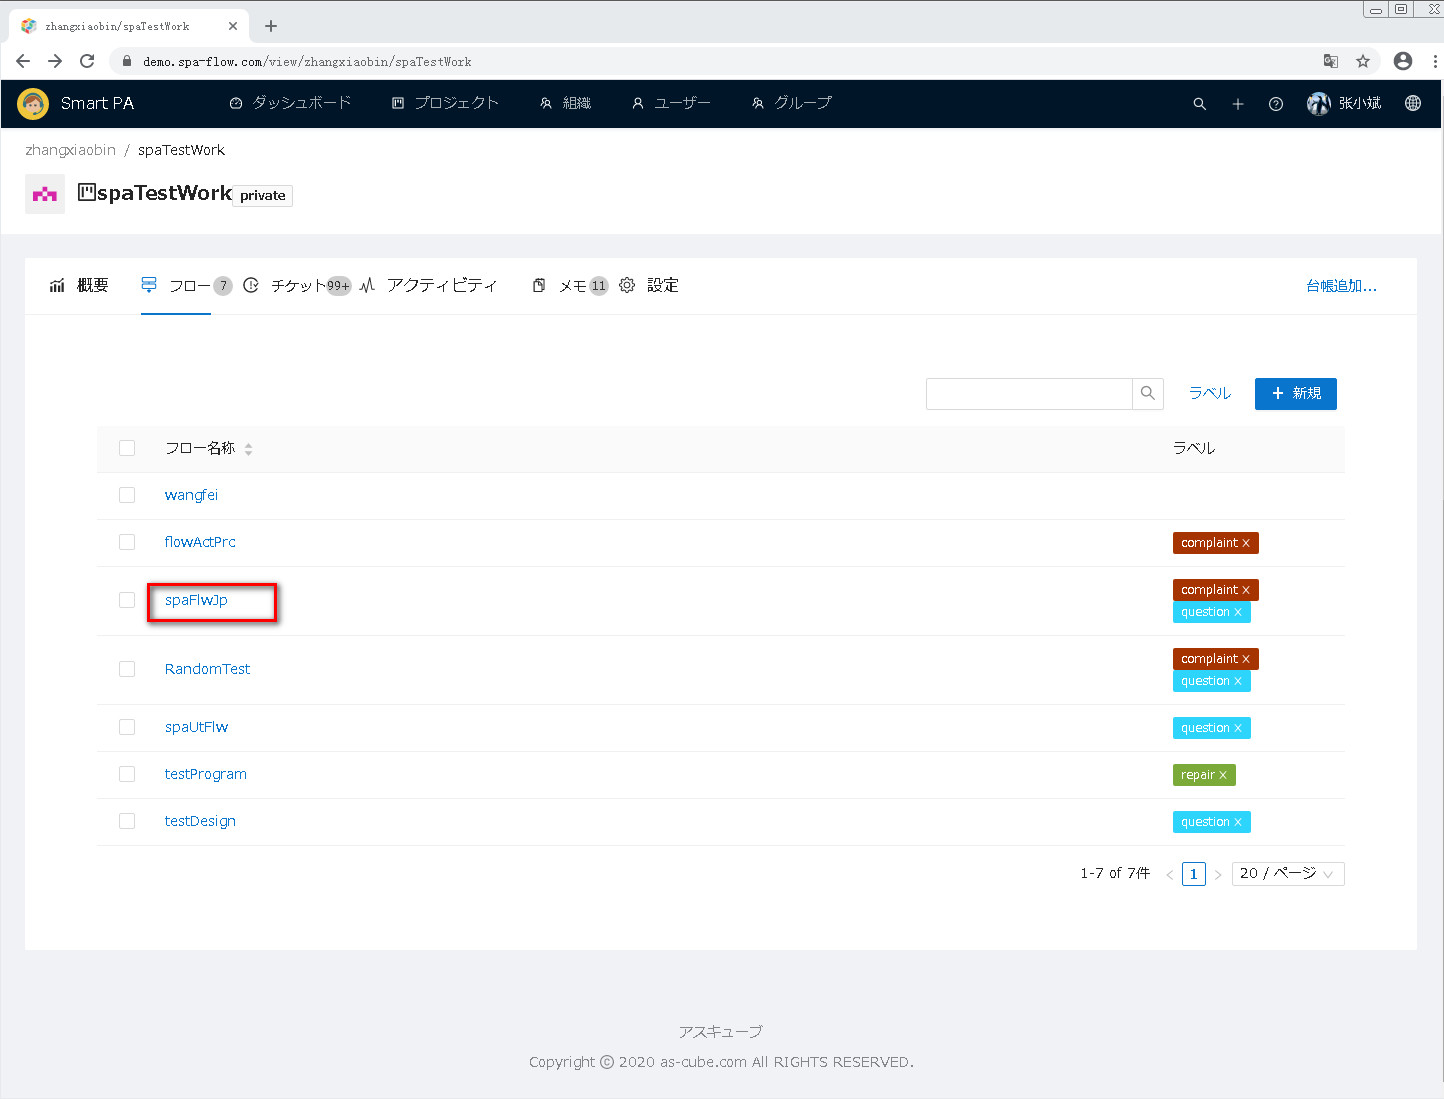 zhangxiaobin/spaTestWork
demo.spa-flow.com/view/zhangxiaobin/spaTestWork
Smart PA ダッシュボード プロジェクト 組織 ユーザー グループ 张小斌
zhangxiaobin / spaTestWork
spaTestWork private
概要 フロー 7 チケット 99+ アクティビティ メモ 11 設定 台帳追加...
ラベル + 新規
フロー名称 ラベル
wangfei
flowActPrc complaint ×
spaFlwJp complaint ×
question ×
RandomTest complaint ×
question ×
spaUtFlw question ×
testProgram repair ×
testDesign question ×
1-7 of 7件 < 1 > 20 / ページ
アスキューブ
Copyright © 2020 as-cube.com All RIGHTS RESERVED.